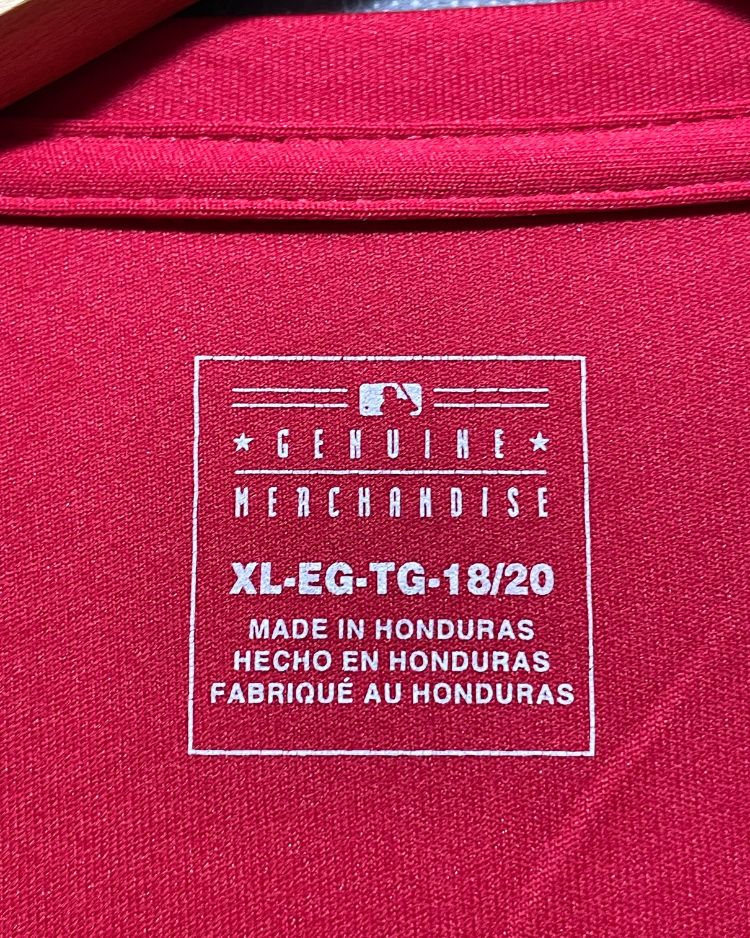 ★ GENUINE ★
MERCHANDISE
XL-EG-TG-18/20
MADE IN HONDURAS
HECHO EN HONDURAS
FABRIQUÉ AU HONDURAS